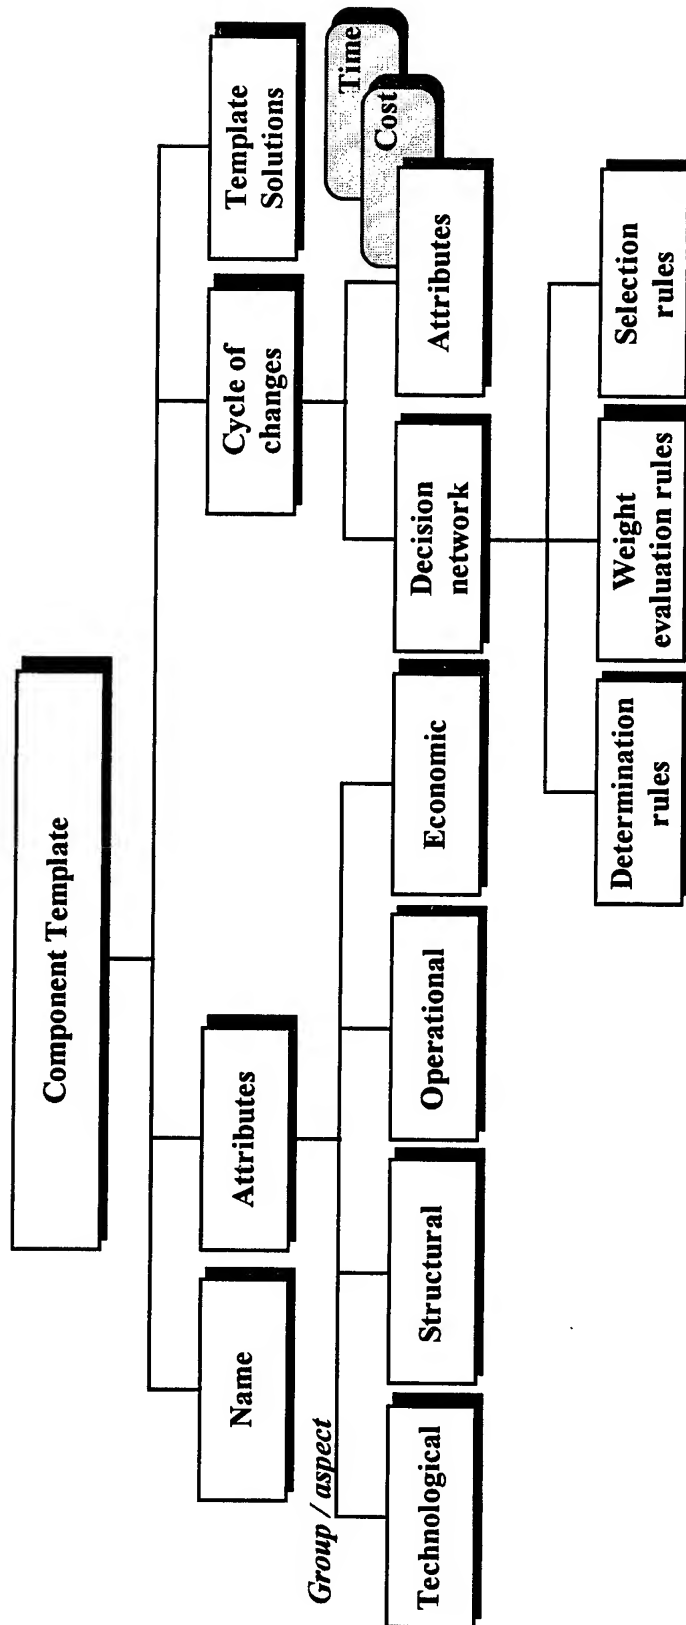 Component Template
Name
Attributes
Cycle of
changes
Template
Solutions
Group / aspect
Technological
Structural
Operational
Economic
Decision
network
Attributes
Cost
Time
Determination
rules
Weight
evaluation rules
Selection
rules